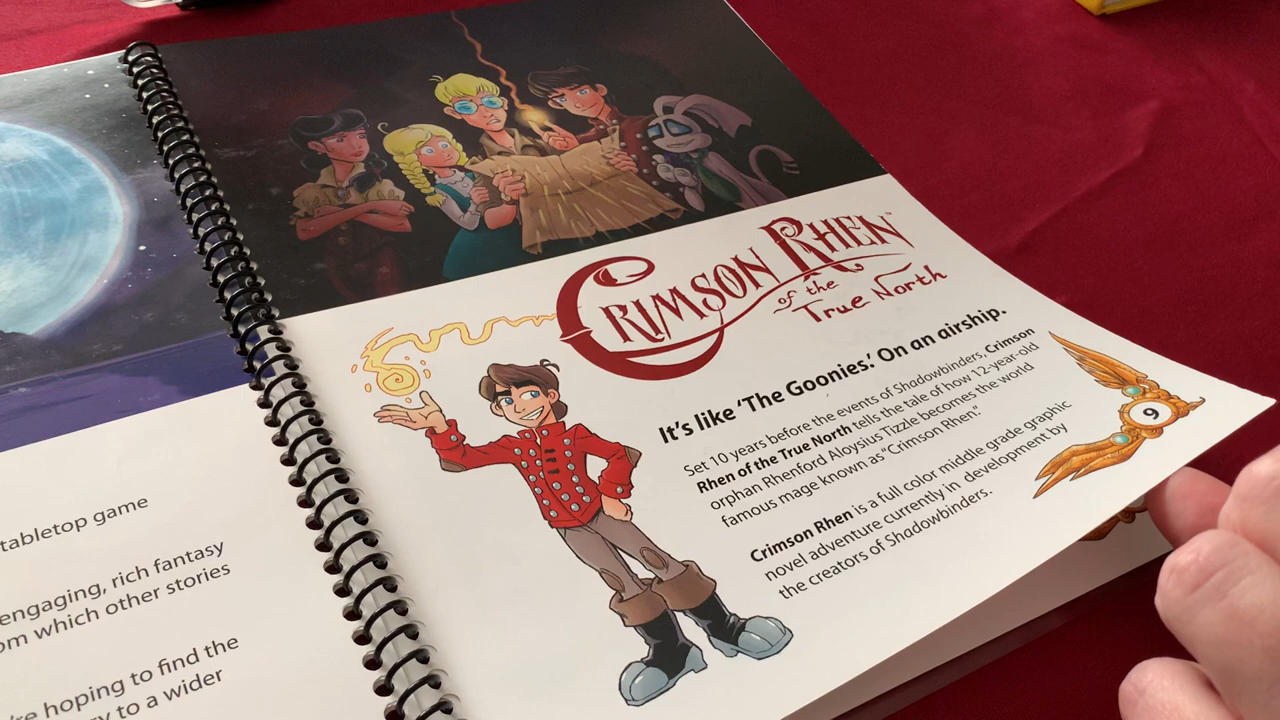 tabletop game
engaging, rich fantasy
om which other stories
're hoping to find the
to a wider
CRIMSON RHEN™
of the
True North
It's like 'The Goonies'. On an airship.
Set 10 years before the events of Shadowbinders, Crimson
Rhen of the True North tells the tale of how 12-year-old
orphan Rhenford Aloysius Tizzle becomes the world
famous mage known as "Crimson Rhen."
Crimson Rhen is a full color middle grade graphic
novel adventure currently in development by
the creators of Shadowbinders.
9